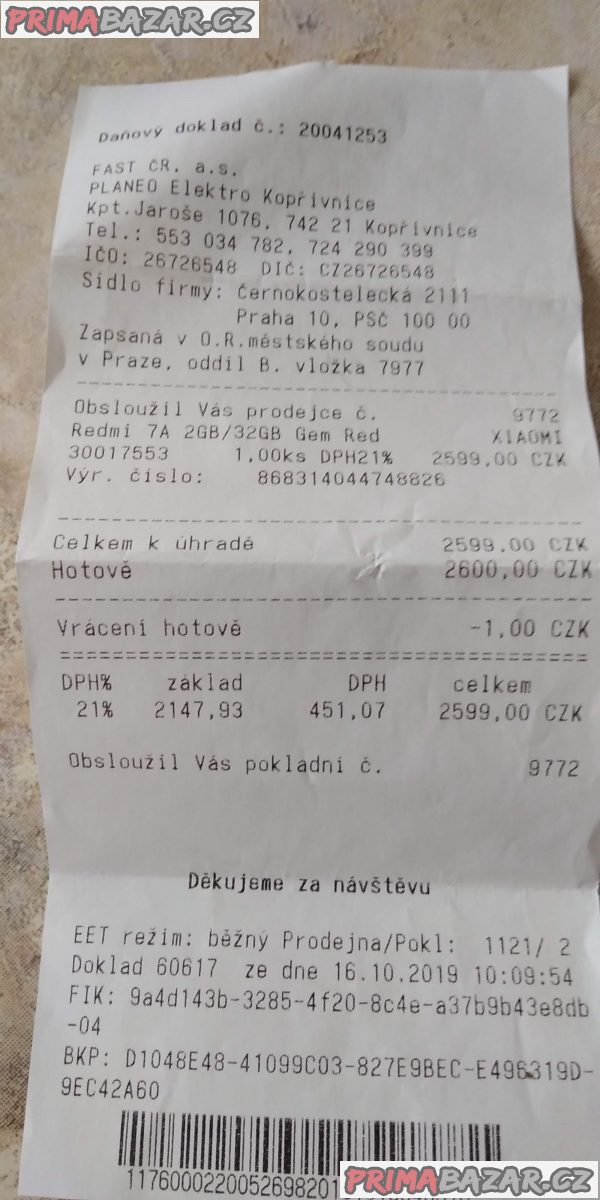 PRIMABAZAR.CZ
Daňový doklad č.: 20041253
FAST ČR, a.s.
PLANEO Elektro Kopřivnice
Kpt.Jaroše 1076, 742 21 Kopřivnice
Tel.: 553 034 782, 724 290 399
IČO: 26726548 DIČ: CZ26726548
Sídlo firmy: Černokostelecká 2111
Praha 10, PSČ 100 00
Zapsaná v O.R.městského soudu
v Praze, oddíl B. vložka 7977
Obsloužil Vás prodejce č. 9772
Redmi 7A 2GB/32GB Gem Red XIAOMI
30017553 1,00ks DPH21% 2599,00 CZK
Výr. číslo: 868314044748826
Celkem k úhradě 2599,00 CZK
Hotově 2600,00 CZK
Vrácení hotově -1,00 CZK
DPH% základ DPH celkem
21% 2147,93 451,07 2599,00 CZK
Obsloužil Vás pokladní č. 9772
Děkujeme za návštěvu
EET režim: běžný Prodejna/Pokl: 1121/ 2
Doklad 60617 ze dne 16.10.2019 10:09:54
FIK: 9a4d143b-3285-4f20-8c4e-a37b9b43e8db
-04
BKP: D1048E48-41099C03-827E9BEC-E496319D-
9EC42A60
PRIMABAZAR.CZ